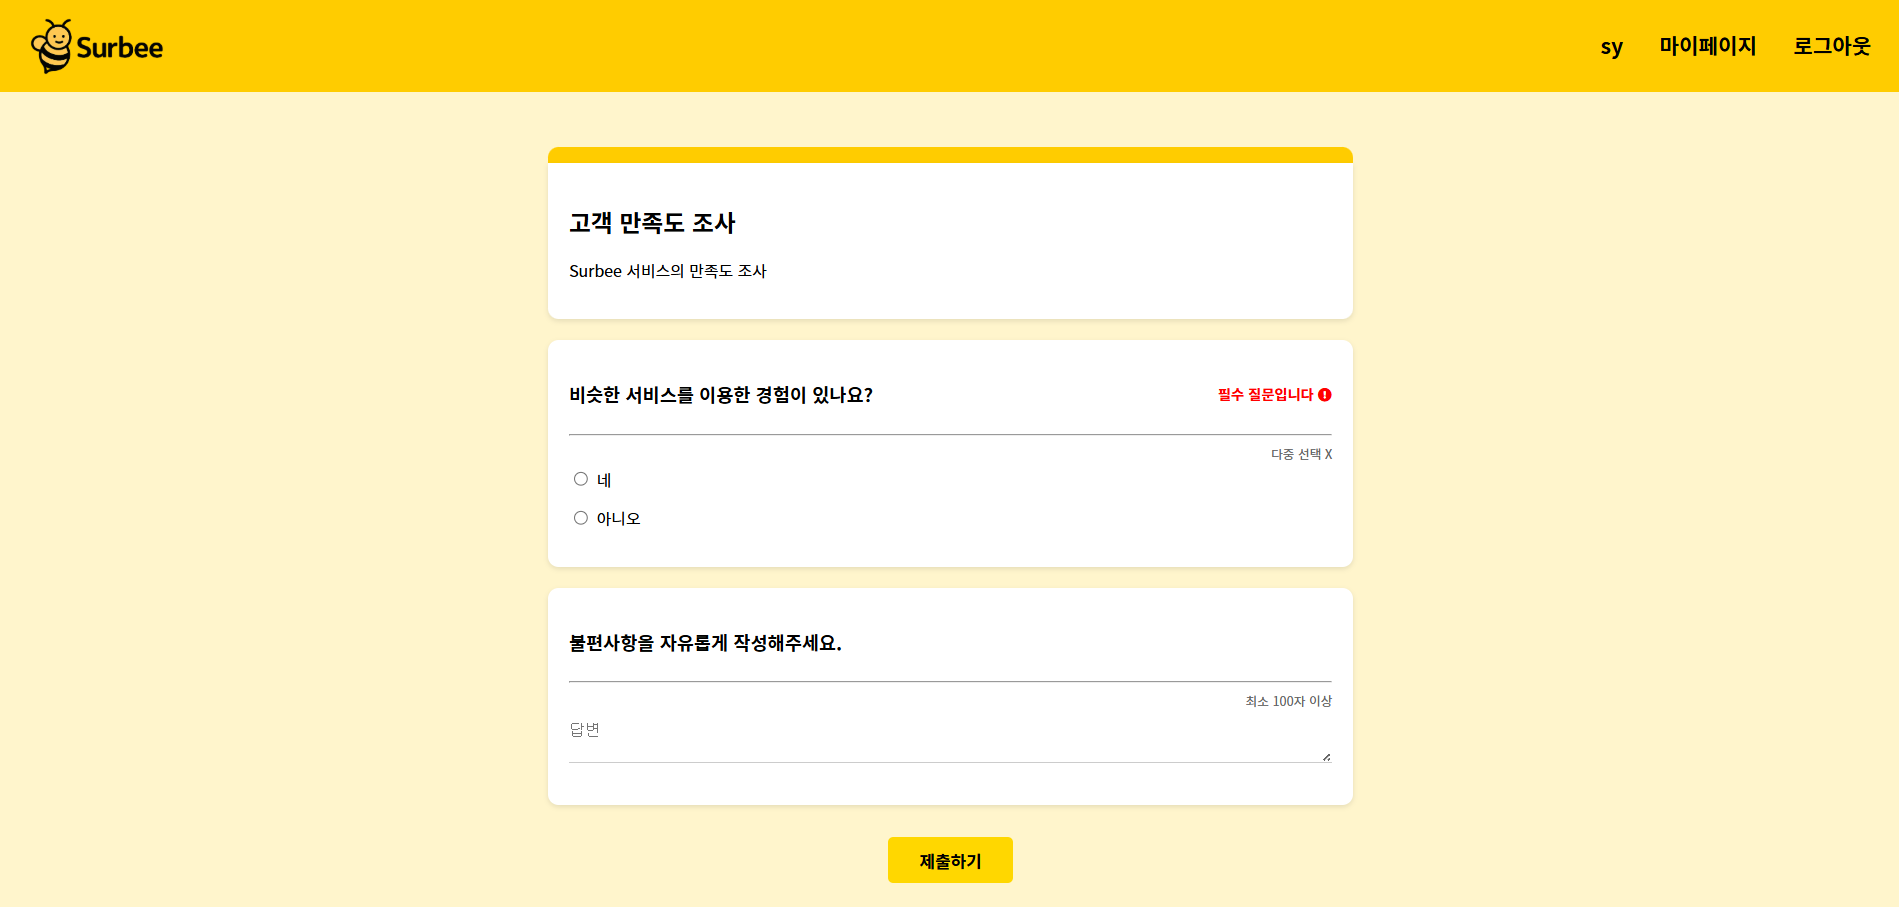 Surbee
sy 마이페이지 로그아웃
고객 만족도 조사
Surbee 서비스의 만족도 조사
비슷한 서비스를 이용한 경험이 있나요?
필수 질문입니다
다중 선택 X
네
아니오
불편사항을 자유롭게 작성해주세요.
최소 100자 이상
답변
제출하기